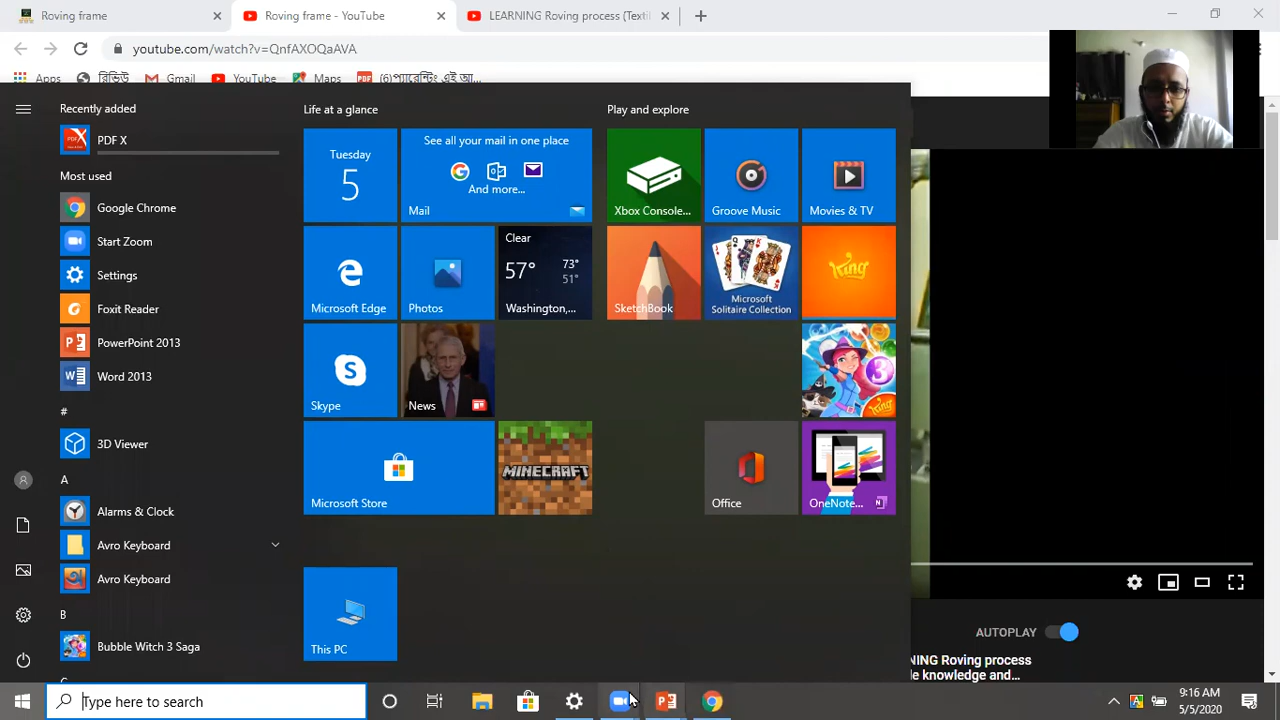 Roving frame
Roving frame - YouTube
LEARNING Roving process (Texti
youtube.com/watch?v=QnfAXOQaAVA
Apps
রিভিউ
Gmail
YouTube
Maps
(৬)প্যারেন্টিং এই আ...
Recently added
PDF X
Most used
Google Chrome
Start Zoom
Settings
Foxit Reader
PowerPoint 2013
Word 2013
#
3D Viewer
A
Alarms & Clock
Avro Keyboard
Avro Keyboard
B
Bubble Witch 3 Saga
Life at a glance
Tuesday
5
See all your mail in one place
And more...
Mail
Microsoft Edge
Photos
Clear
57°
73°
51°
Washington,...
Skype
News
Microsoft Store
MINECRAFT
This PC
Play and explore
Xbox Console...
Groove Music
Movies & TV
SketchBook
Microsoft
Solitaire Collection
King
3
King
Office
OneNote...
AUTOPLAY
NING Roving process
e knowledge and...
Type here to search
9:16 AM
5/5/2020